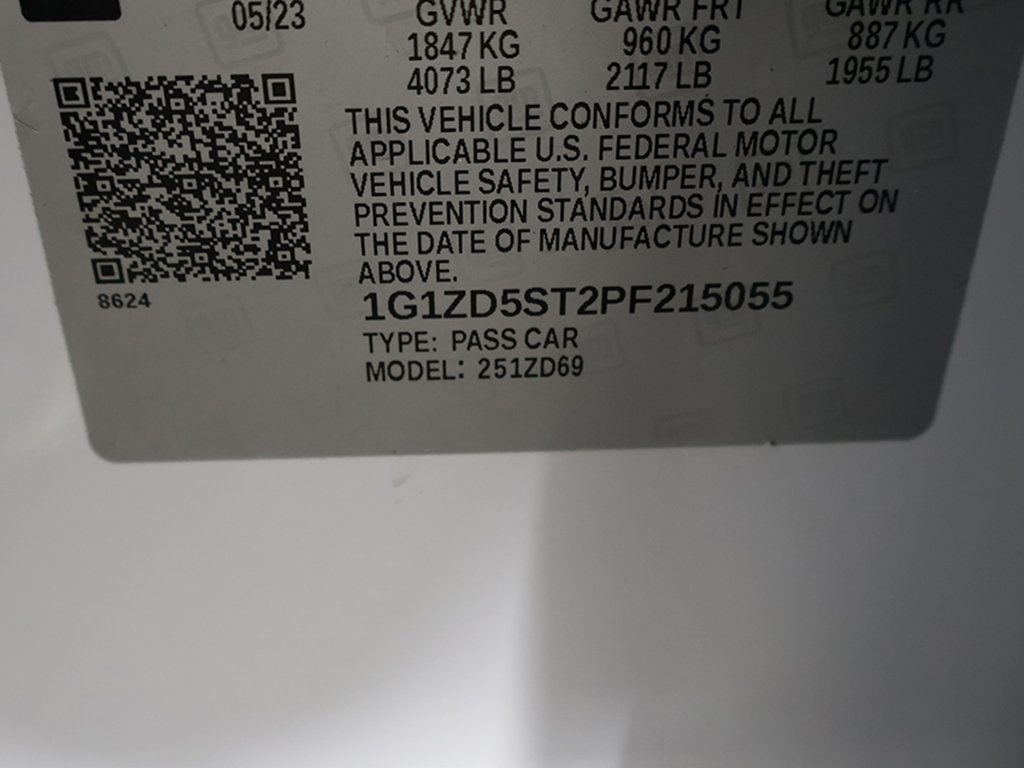 05/23 GVWR GAWR FRT GAWR RR
1847 KG 960 KG 887 KG
4073 LB 2117 LB 1955 LB
THIS VEHICLE CONFORMS TO ALL
APPLICABLE U.S. FEDERAL MOTOR
VEHICLE SAFETY, BUMPER, AND THEFT
PREVENTION STANDARDS IN EFFECT ON
THE DATE OF MANUFACTURE SHOWN
ABOVE.
8624
1G1ZD5ST2PF215055
TYPE: PASS CAR
MODEL: 251ZD69